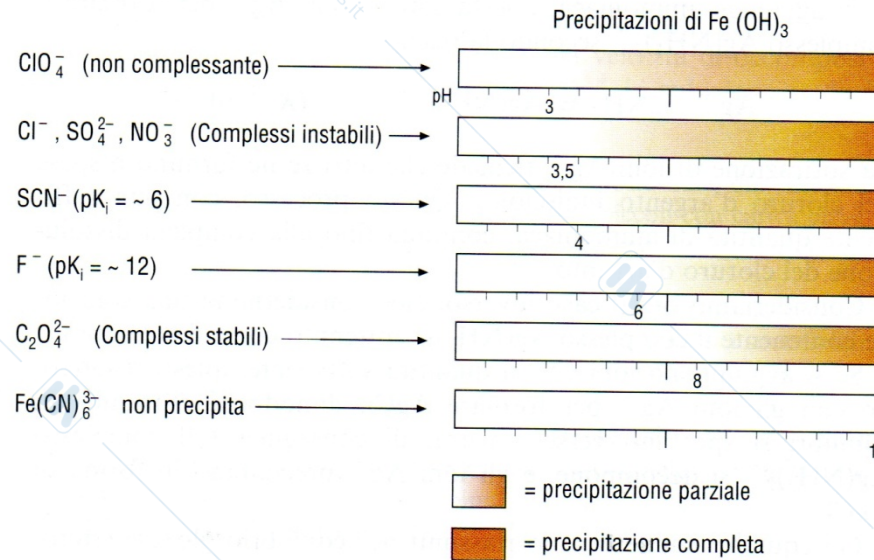 Precipitazioni di Fe (OH)₃
ClO₄⁻ (non complessante)
pH
3
Cl⁻, SO₄²⁻, NO₃⁻ (Complessi instabili)
3,5
SCN⁻ (pKᵢ = ~ 6)
4
F⁻ (pKᵢ = ~ 12)
6
C₂O₄²⁻ (Complessi stabili)
8
Fe(CN)₆³⁻ non precipita
= precipitazione parziale
= precipitazione completa